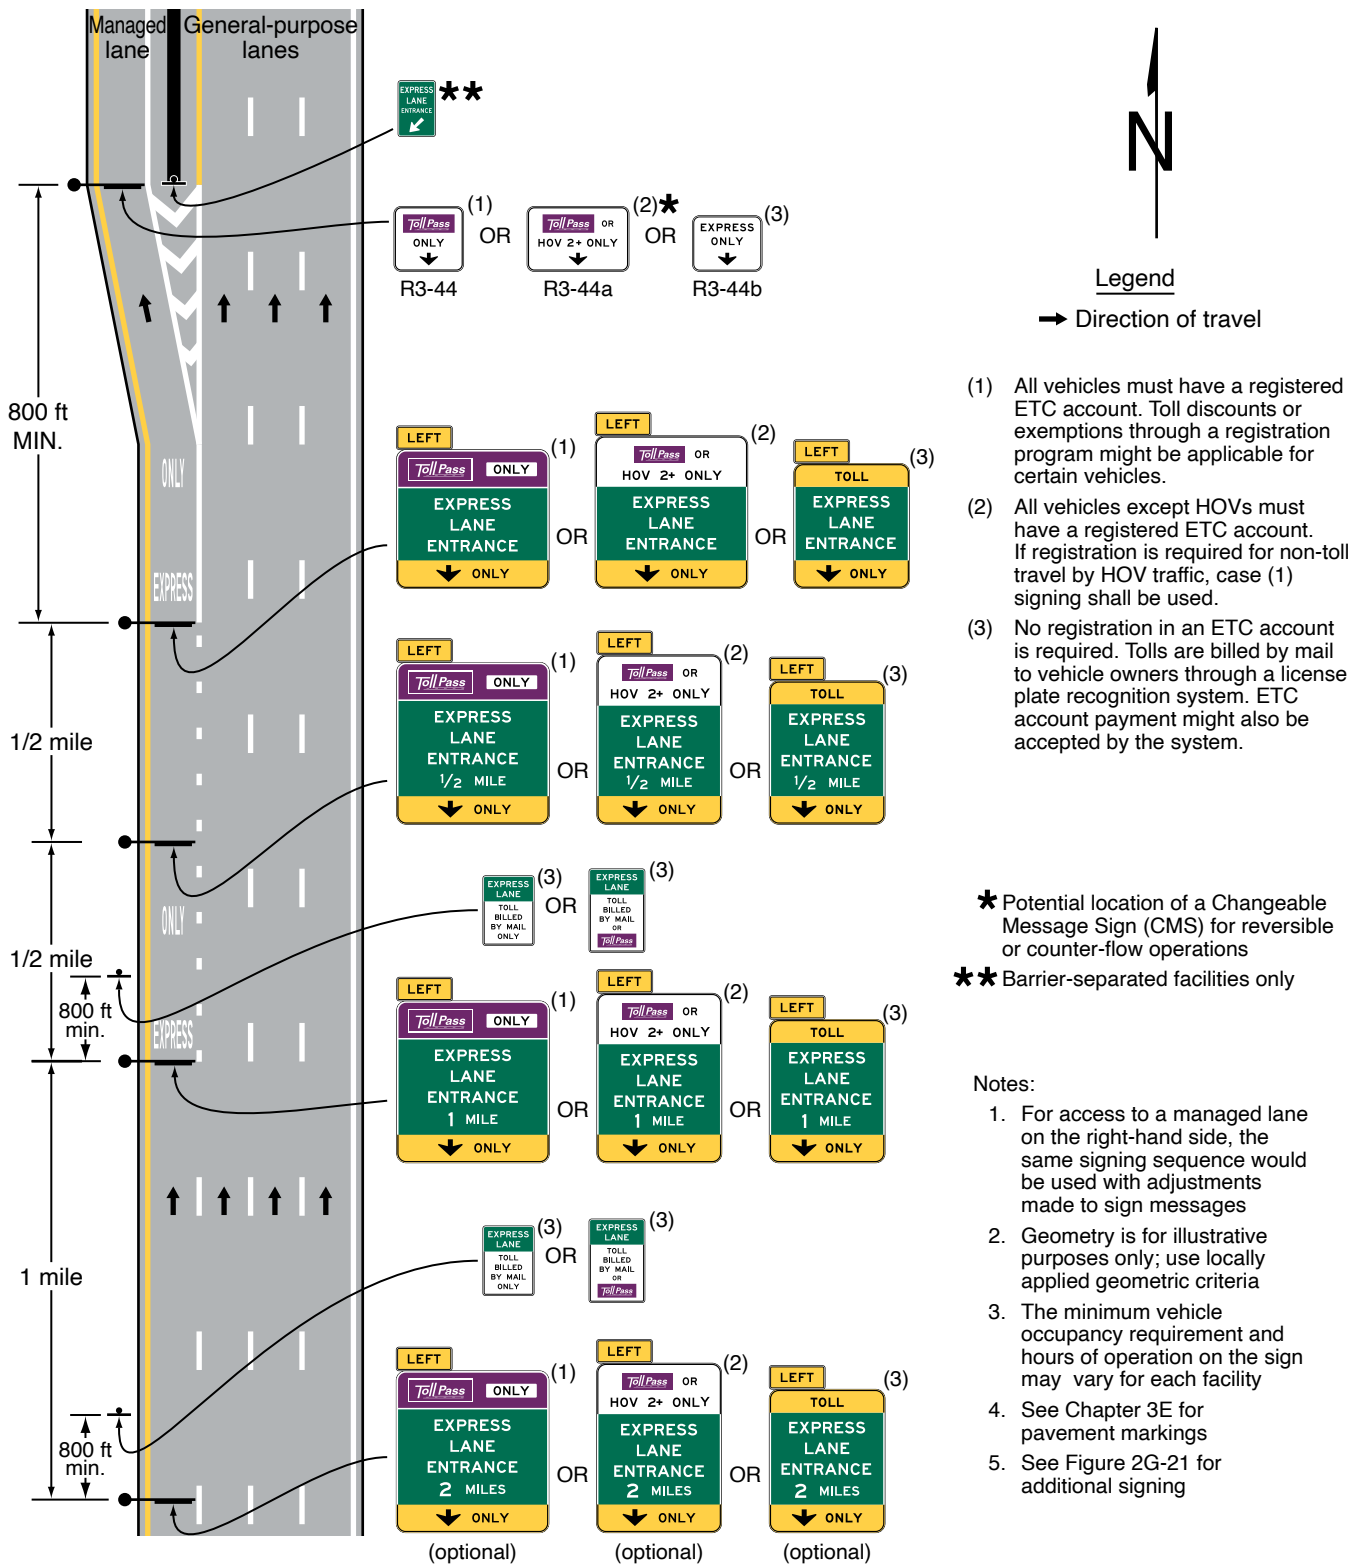 Managed
lane
General-purpose
lanes
EXPRESS
LANE
ENTRANCE
**
N
Legend
Direction of travel
Toll Pass
ONLY
(1)
R3-44
OR
Toll Pass OR
HOV 2+ ONLY
(2)*
R3-44a
OR
EXPRESS
ONLY
(3)
R3-44b
800 ft
MIN.
ONLY
EXPRESS
LEFT
Toll Pass ONLY
EXPRESS
LANE
ENTRANCE
ONLY
(1)
OR
LEFT
Toll Pass OR
HOV 2+ ONLY
EXPRESS
LANE
ENTRANCE
ONLY
(2)
OR
LEFT
TOLL
EXPRESS
LANE
ENTRANCE
ONLY
(3)
1/2 mile
LEFT
Toll Pass ONLY
EXPRESS
LANE
ENTRANCE
1/2 MILE
ONLY
(1)
OR
LEFT
Toll Pass OR
HOV 2+ ONLY
EXPRESS
LANE
ENTRANCE
1/2 MILE
ONLY
(2)
OR
LEFT
TOLL
EXPRESS
LANE
ENTRANCE
1/2 MILE
ONLY
(3)
1/2 mile
800 ft
min.
ONLY
EXPRESS
EXPRESS
LANE
TOLL
BILLED
BY MAIL
ONLY
(3)
OR
EXPRESS
LANE
TOLL
BILLED
BY MAIL
OR
Toll Pass
(3)
LEFT
Toll Pass ONLY
EXPRESS
LANE
ENTRANCE
1 MILE
ONLY
(1)
OR
LEFT
Toll Pass OR
HOV 2+ ONLY
EXPRESS
LANE
ENTRANCE
1 MILE
ONLY
(2)
OR
LEFT
TOLL
EXPRESS
LANE
ENTRANCE
1 MILE
ONLY
(3)
1 mile
800 ft
min.
EXPRESS
LANE
TOLL
BILLED
BY MAIL
ONLY
(3)
OR
EXPRESS
LANE
TOLL
BILLED
BY MAIL
OR
Toll Pass
(3)
LEFT
Toll Pass ONLY
EXPRESS
LANE
ENTRANCE
2 MILES
ONLY
(1)
(optional)
OR
LEFT
Toll Pass OR
HOV 2+ ONLY
EXPRESS
LANE
ENTRANCE
2 MILES
ONLY
(2)
(optional)
OR
LEFT
TOLL
EXPRESS
LANE
ENTRANCE
2 MILES
ONLY
(3)
(optional)
(1) All vehicles must have a registered
ETC account. Toll discounts or
exemptions through a registration
program might be applicable for
certain vehicles.
(2) All vehicles except HOVs must
have a registered ETC account.
If registration is required for non-toll
travel by HOV traffic, case (1)
signing shall be used.
(3) No registration in an ETC account
is required. Tolls are billed by mail
to vehicle owners through a license
plate recognition system. ETC
account payment might also be
accepted by the system.
* Potential location of a Changeable
Message Sign (CMS) for reversible
or counter-flow operations
** Barrier-separated facilities only
Notes:
1. For access to a managed lane
on the right-hand side, the
same signing sequence would
be used with adjustments
made to sign messages
2. Geometry is for illustrative
purposes only; use locally
applied geometric criteria
3. The minimum vehicle
occupancy requirement and
hours of operation on the sign
may vary for each facility
4. See Chapter 3E for
pavement markings
5. See Figure 2G-21 for
additional signing